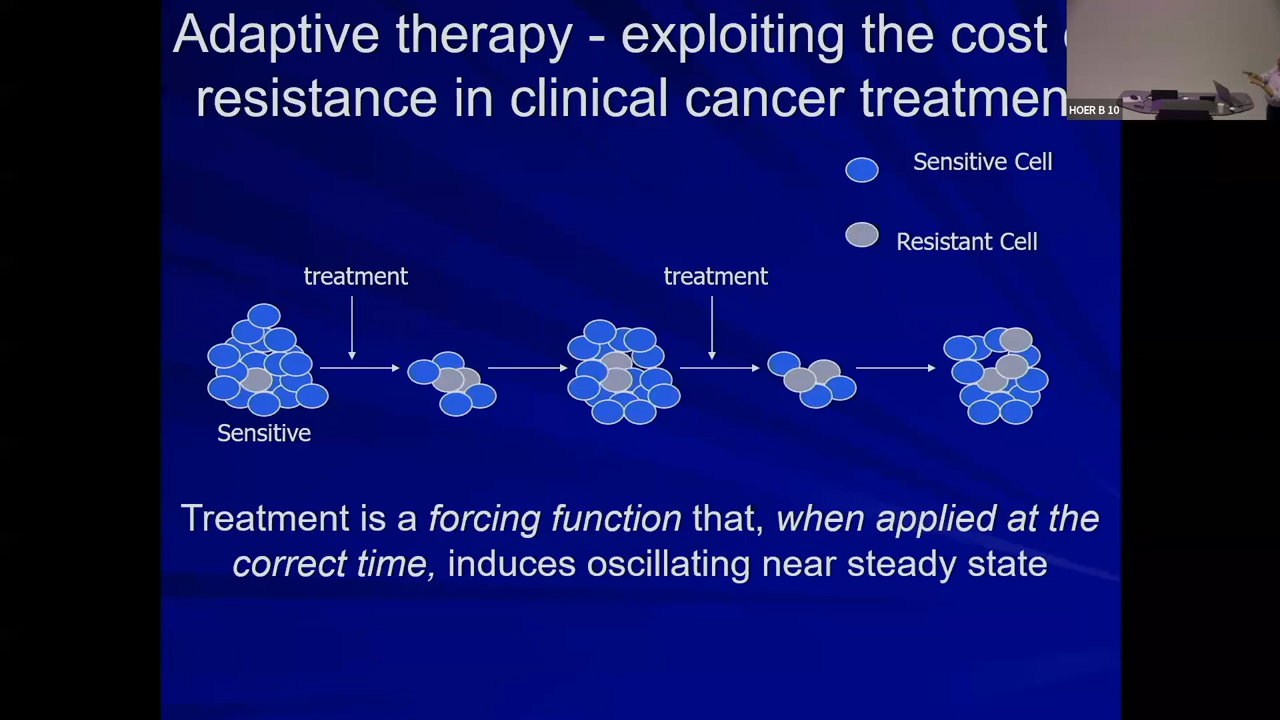 Adaptive therapy - exploiting the cost
resistance in clinical cancer treatmen
HOER B 10
Sensitive Cell
Resistant Cell
treatment
treatment
Sensitive
Treatment is a forcing function that, when applied at the
correct time, induces oscillating near steady state